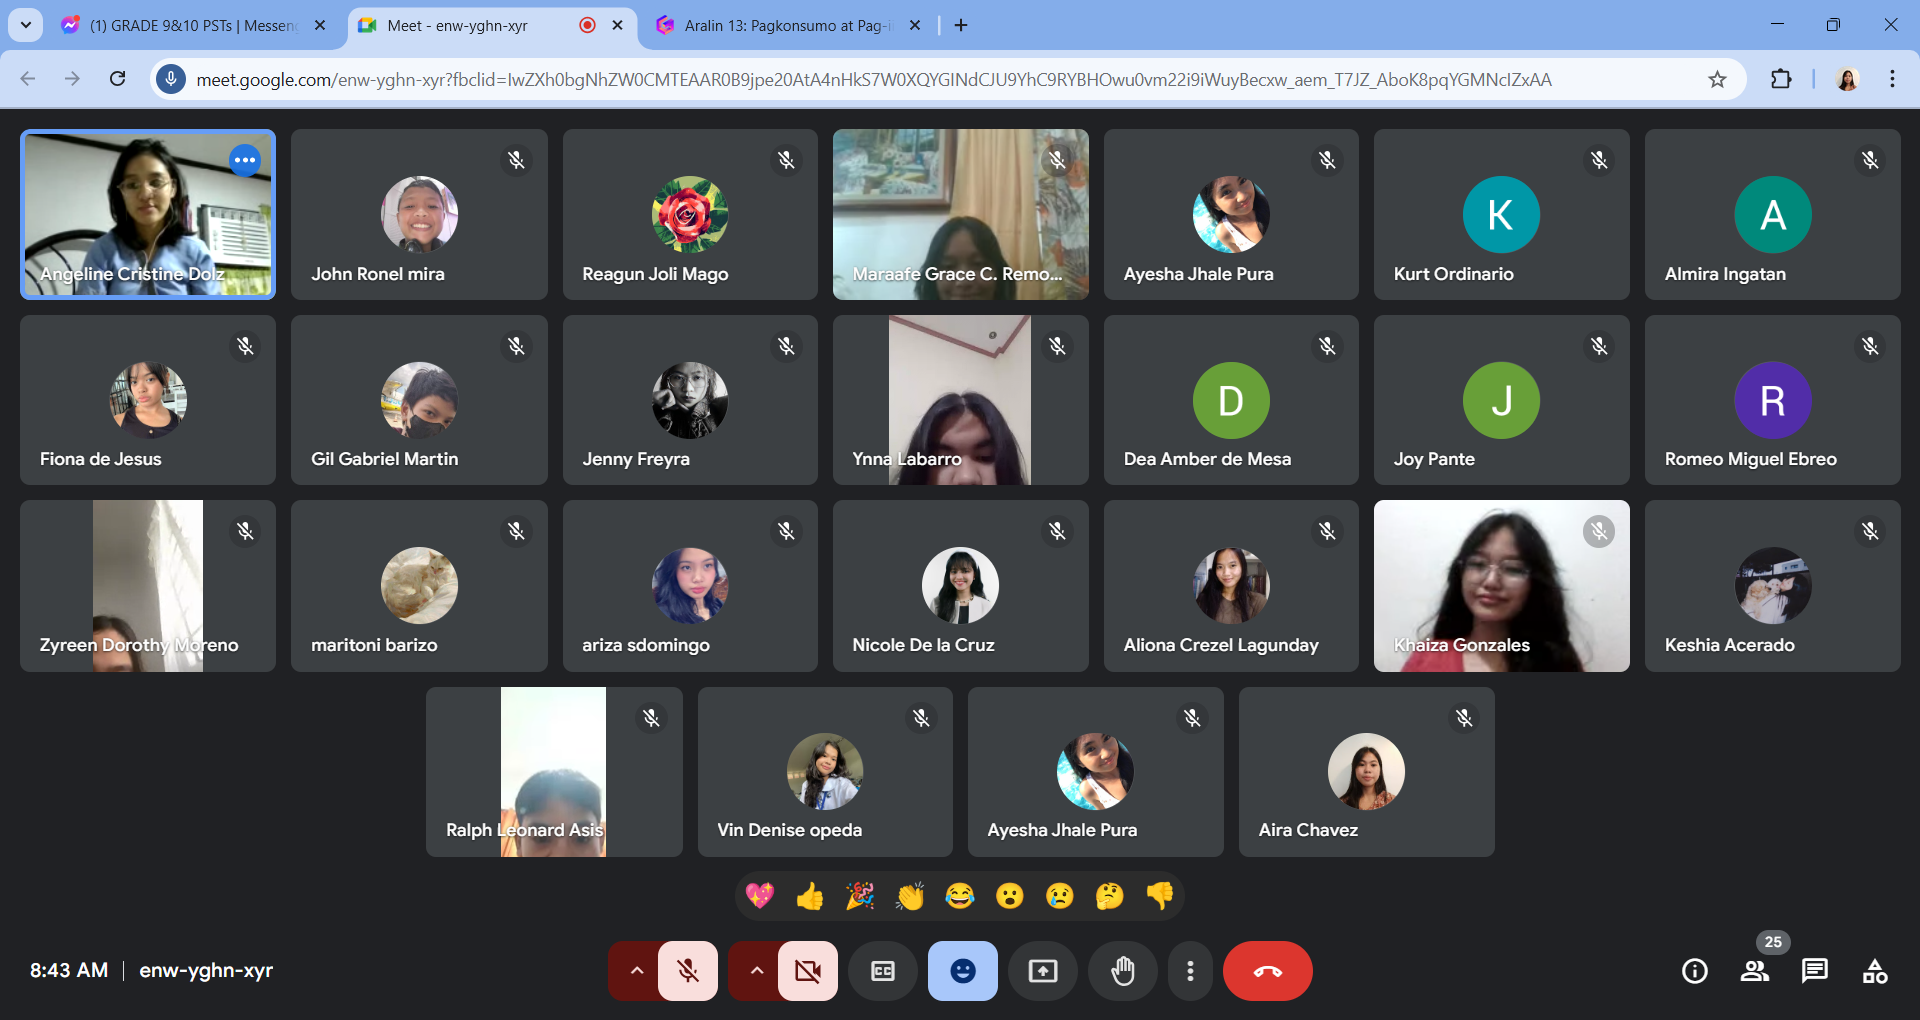 (1) GRADE 9&10 PSTs | Messen
Meet - enw-yghn-xyr
Aralin 13: Pagkonsumo at Pag-i
meet.google.com/enw-yghn-xyr?fbclid=IwZXh0bgNhZW0CMTEAAR0B9jpe20AtA4nHkS7W0XQYGlNdCJU9YhC9RYBHOwu0vm22i9iWuyBecxw_aem_T7JZ_AboK8pqYGMNclZxAA
Angeline Cristine Dolz
John Ronel mira
Reagun Joli Mago
Maraafe Grace C. Remo...
Ayesha Jhale Pura
K
Kurt Ordinario
A
Almira Ingatan
Fiona de Jesus
Gil Gabriel Martin
Jenny Freyra
Ynna Labarro
D
Dea Amber de Mesa
J
Joy Pante
R
Romeo Miguel Ebreo
Zyreen Dorothy Moreno
maritoni barizo
ariza sdomingo
Nicole De la Cruz
Aliona Crezel Lagunday
Khaiza Gonzales
Keshia Acerado
Ralph Leonard Asis
Vin Denise opeda
Ayesha Jhale Pura
Aira Chavez
8:43 AM | enw-yghn-xyr
CC
25